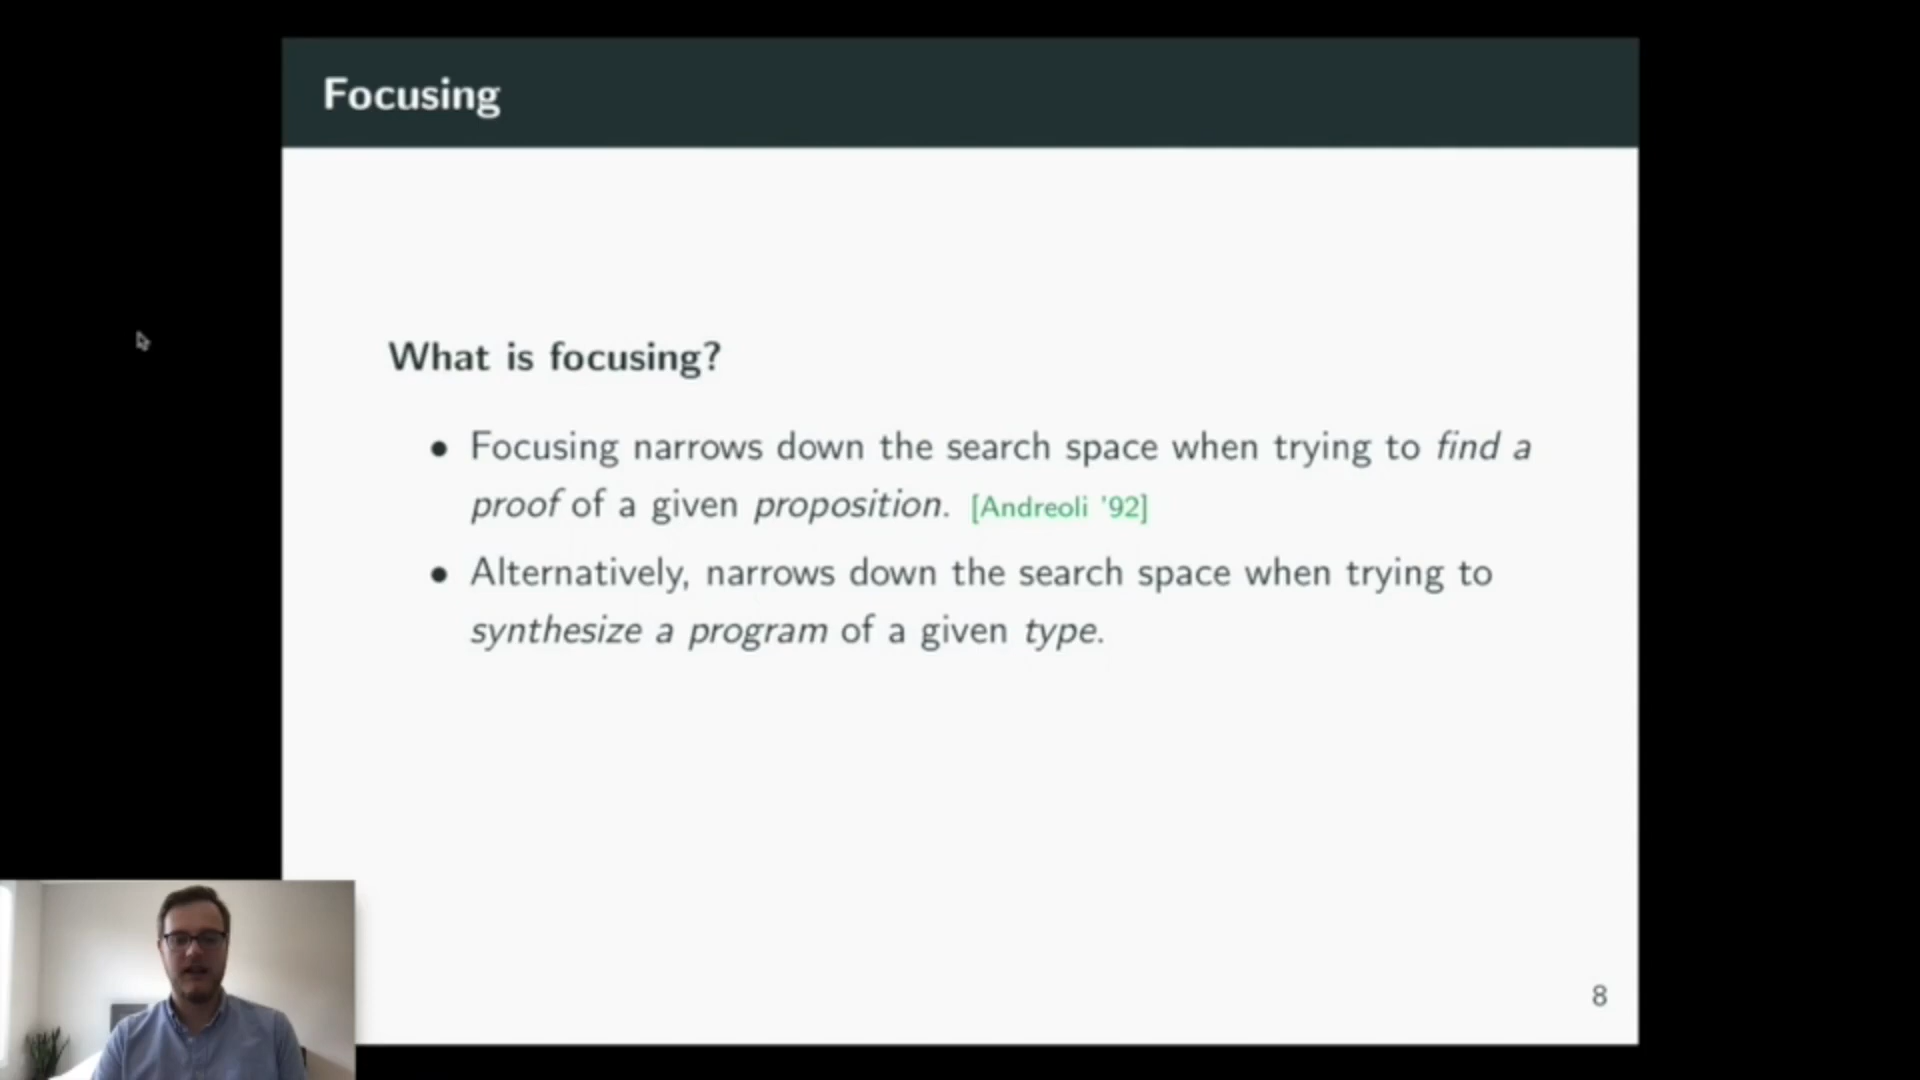 Focusing
What is focusing?
• Focusing narrows down the search space when trying to find a
proof of a given proposition. [Andreoli '92]
• Alternatively, narrows down the search space when trying to
synthesize a program of a given type.
8